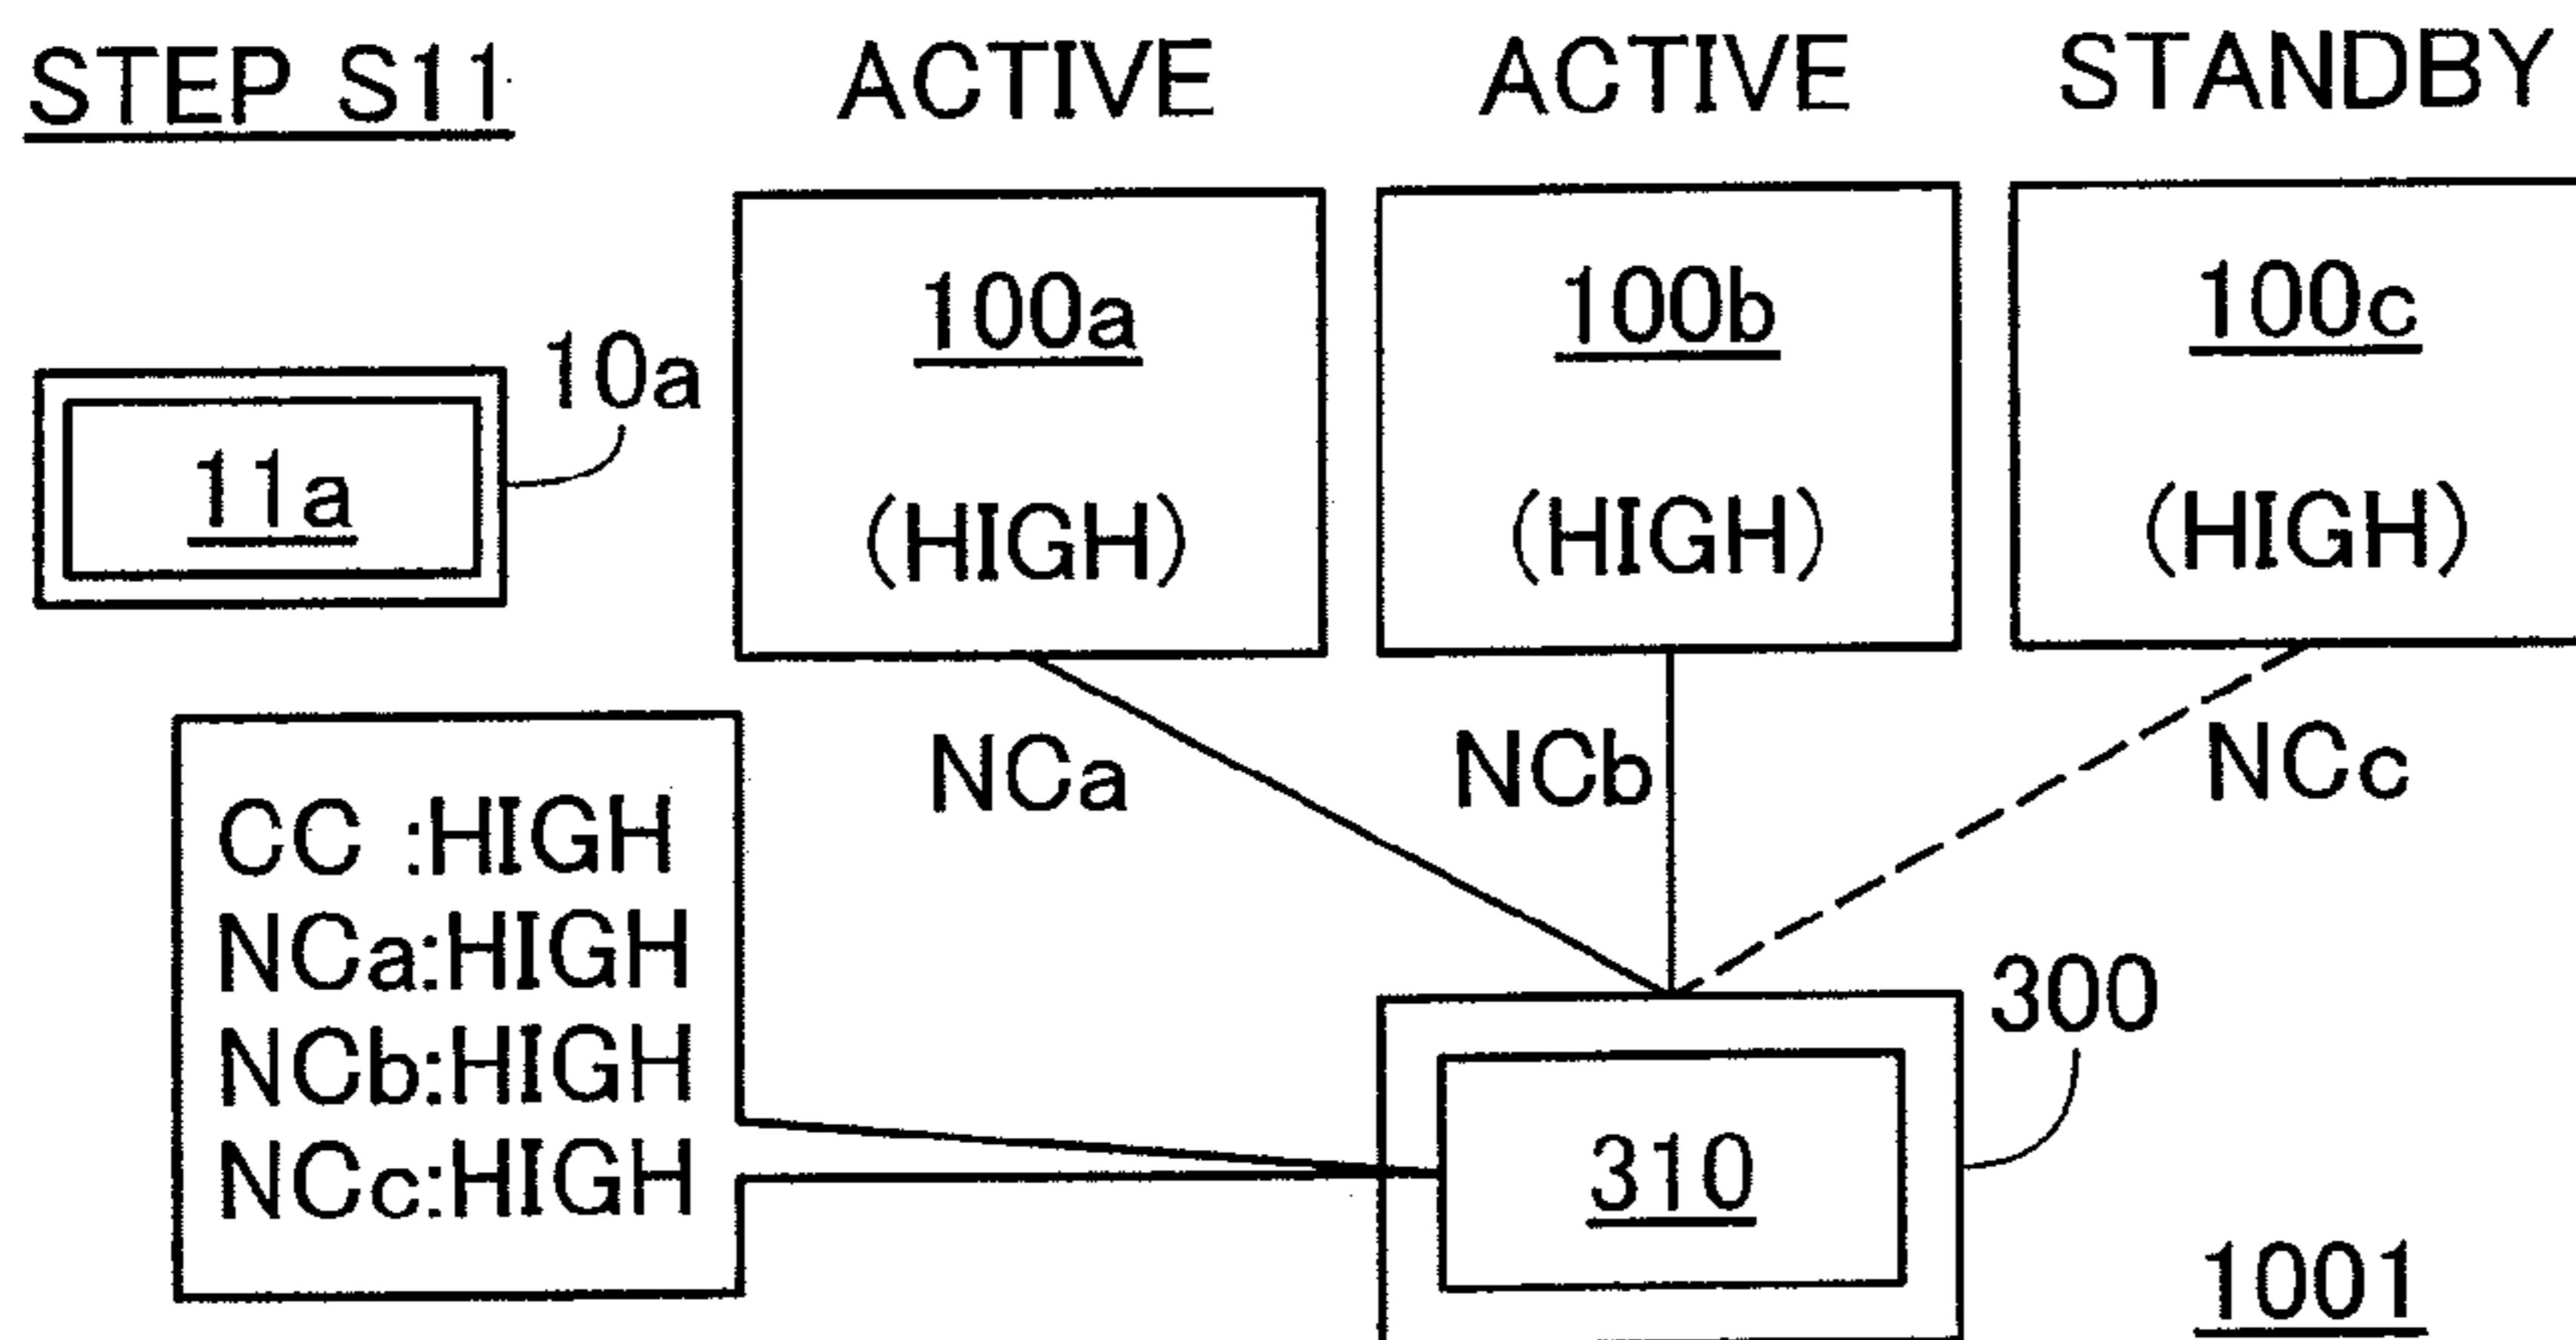 STEP S11
ACTIVE
ACTIVE
STANDBY
100a
(HIGH)
100b
(HIGH)
100c
(HIGH)
10a
11a
NCa
NCb
NCc
CC :HIGH
NCa:HIGH
NCb:HIGH
NCc:HIGH
300
310
1001